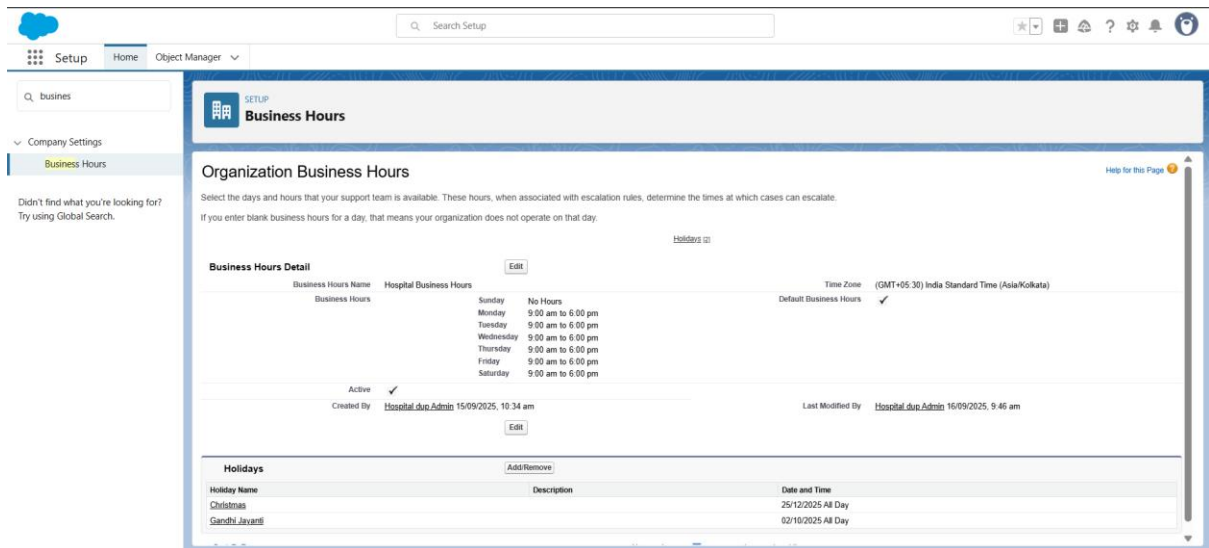 Search Setup
Setup Home Object Manager
busines
Company Settings
Business Hours
Didn't find what you're looking for?
Try using Global Search.
SETUP
Business Hours
Organization Business Hours
Help for this Page
Select the days and hours that your support team is available. These hours, when associated with escalation rules, determine the times at which cases can escalate.
If you enter blank business hours for a day, that means your organization does not operate on that day.
Holidays [2]
Business Hours Detail Edit
Business Hours Name Hospital Business Hours Time Zone (GMT+05:30) India Standard Time (Asia/Kolkata)
Business Hours Sunday No Hours Default Business Hours ✓
Monday 9:00 am to 6:00 pm
Tuesday 9:00 am to 6:00 pm
Wednesday 9:00 am to 6:00 pm
Thursday 9:00 am to 6:00 pm
Friday 9:00 am to 6:00 pm
Saturday 9:00 am to 6:00 pm
Active ✓
Created By Hospital dup Admin 15/09/2025, 10:34 am Last Modified By Hospital dup Admin 16/09/2025, 9:46 am
Edit
Holidays Add/Remove
Holiday Name Description Date and Time
Christmas 25/12/2025 All Day
Gandhi Jayanti 02/10/2025 All Day